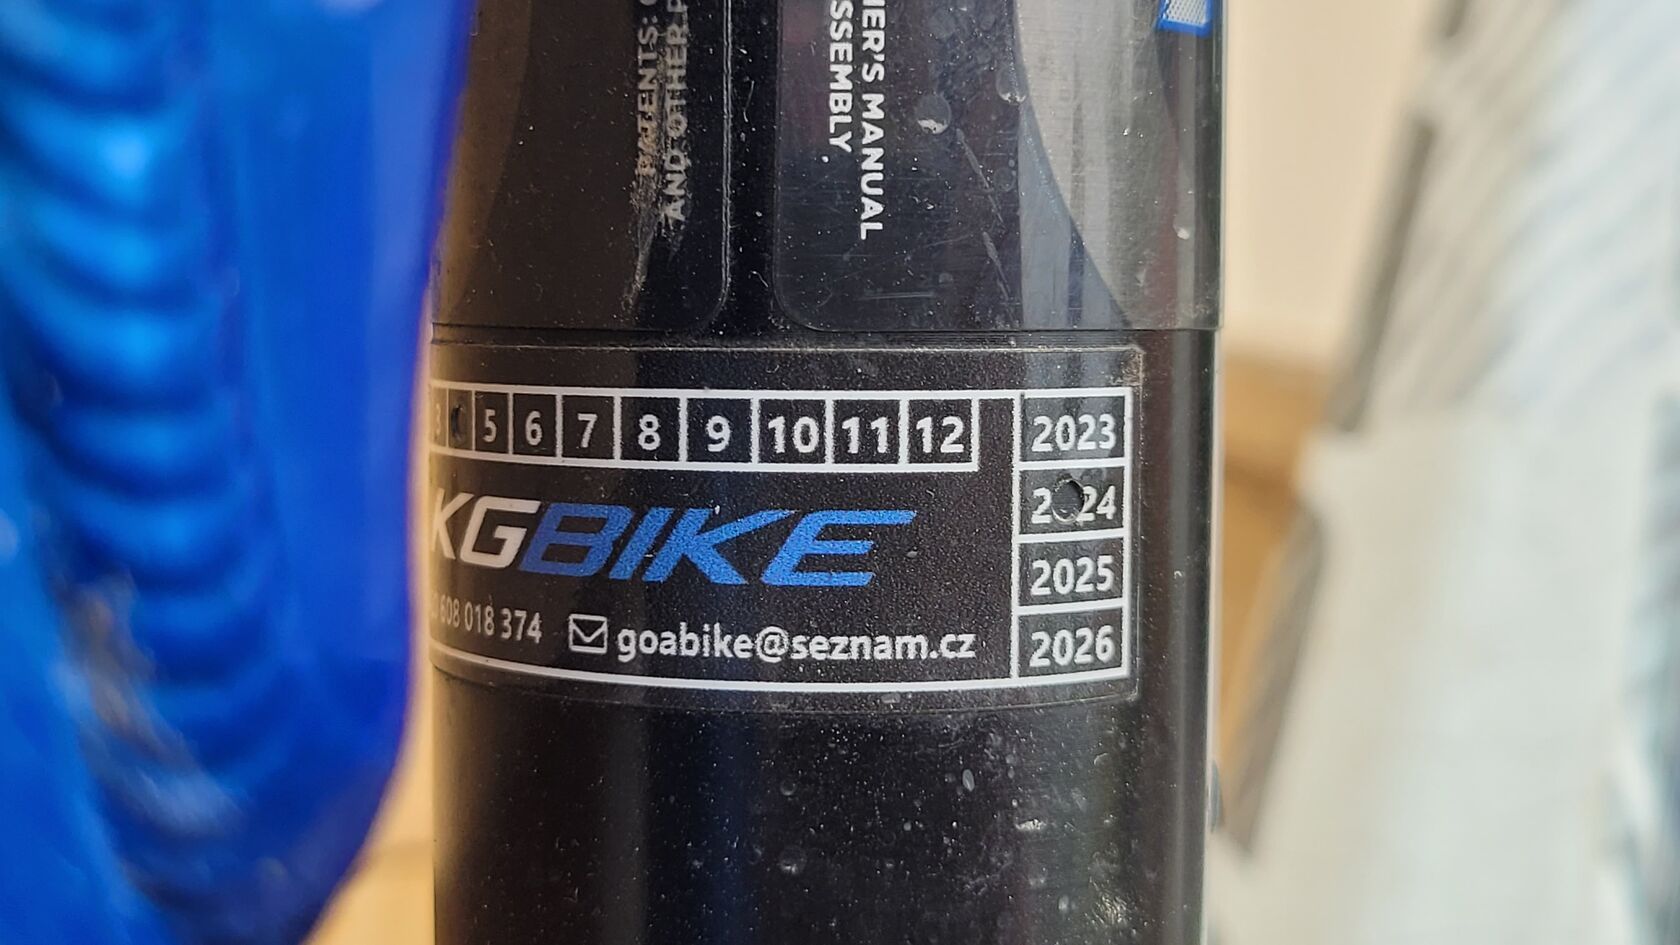 PATENTS:
AND OTHER
ER'S MANUAL
SSEMBLY
3 5 6 7 8 9 10 11 12
2023
2024
2025
2026
KGBIKE
608 018 374 goabike@seznam.cz